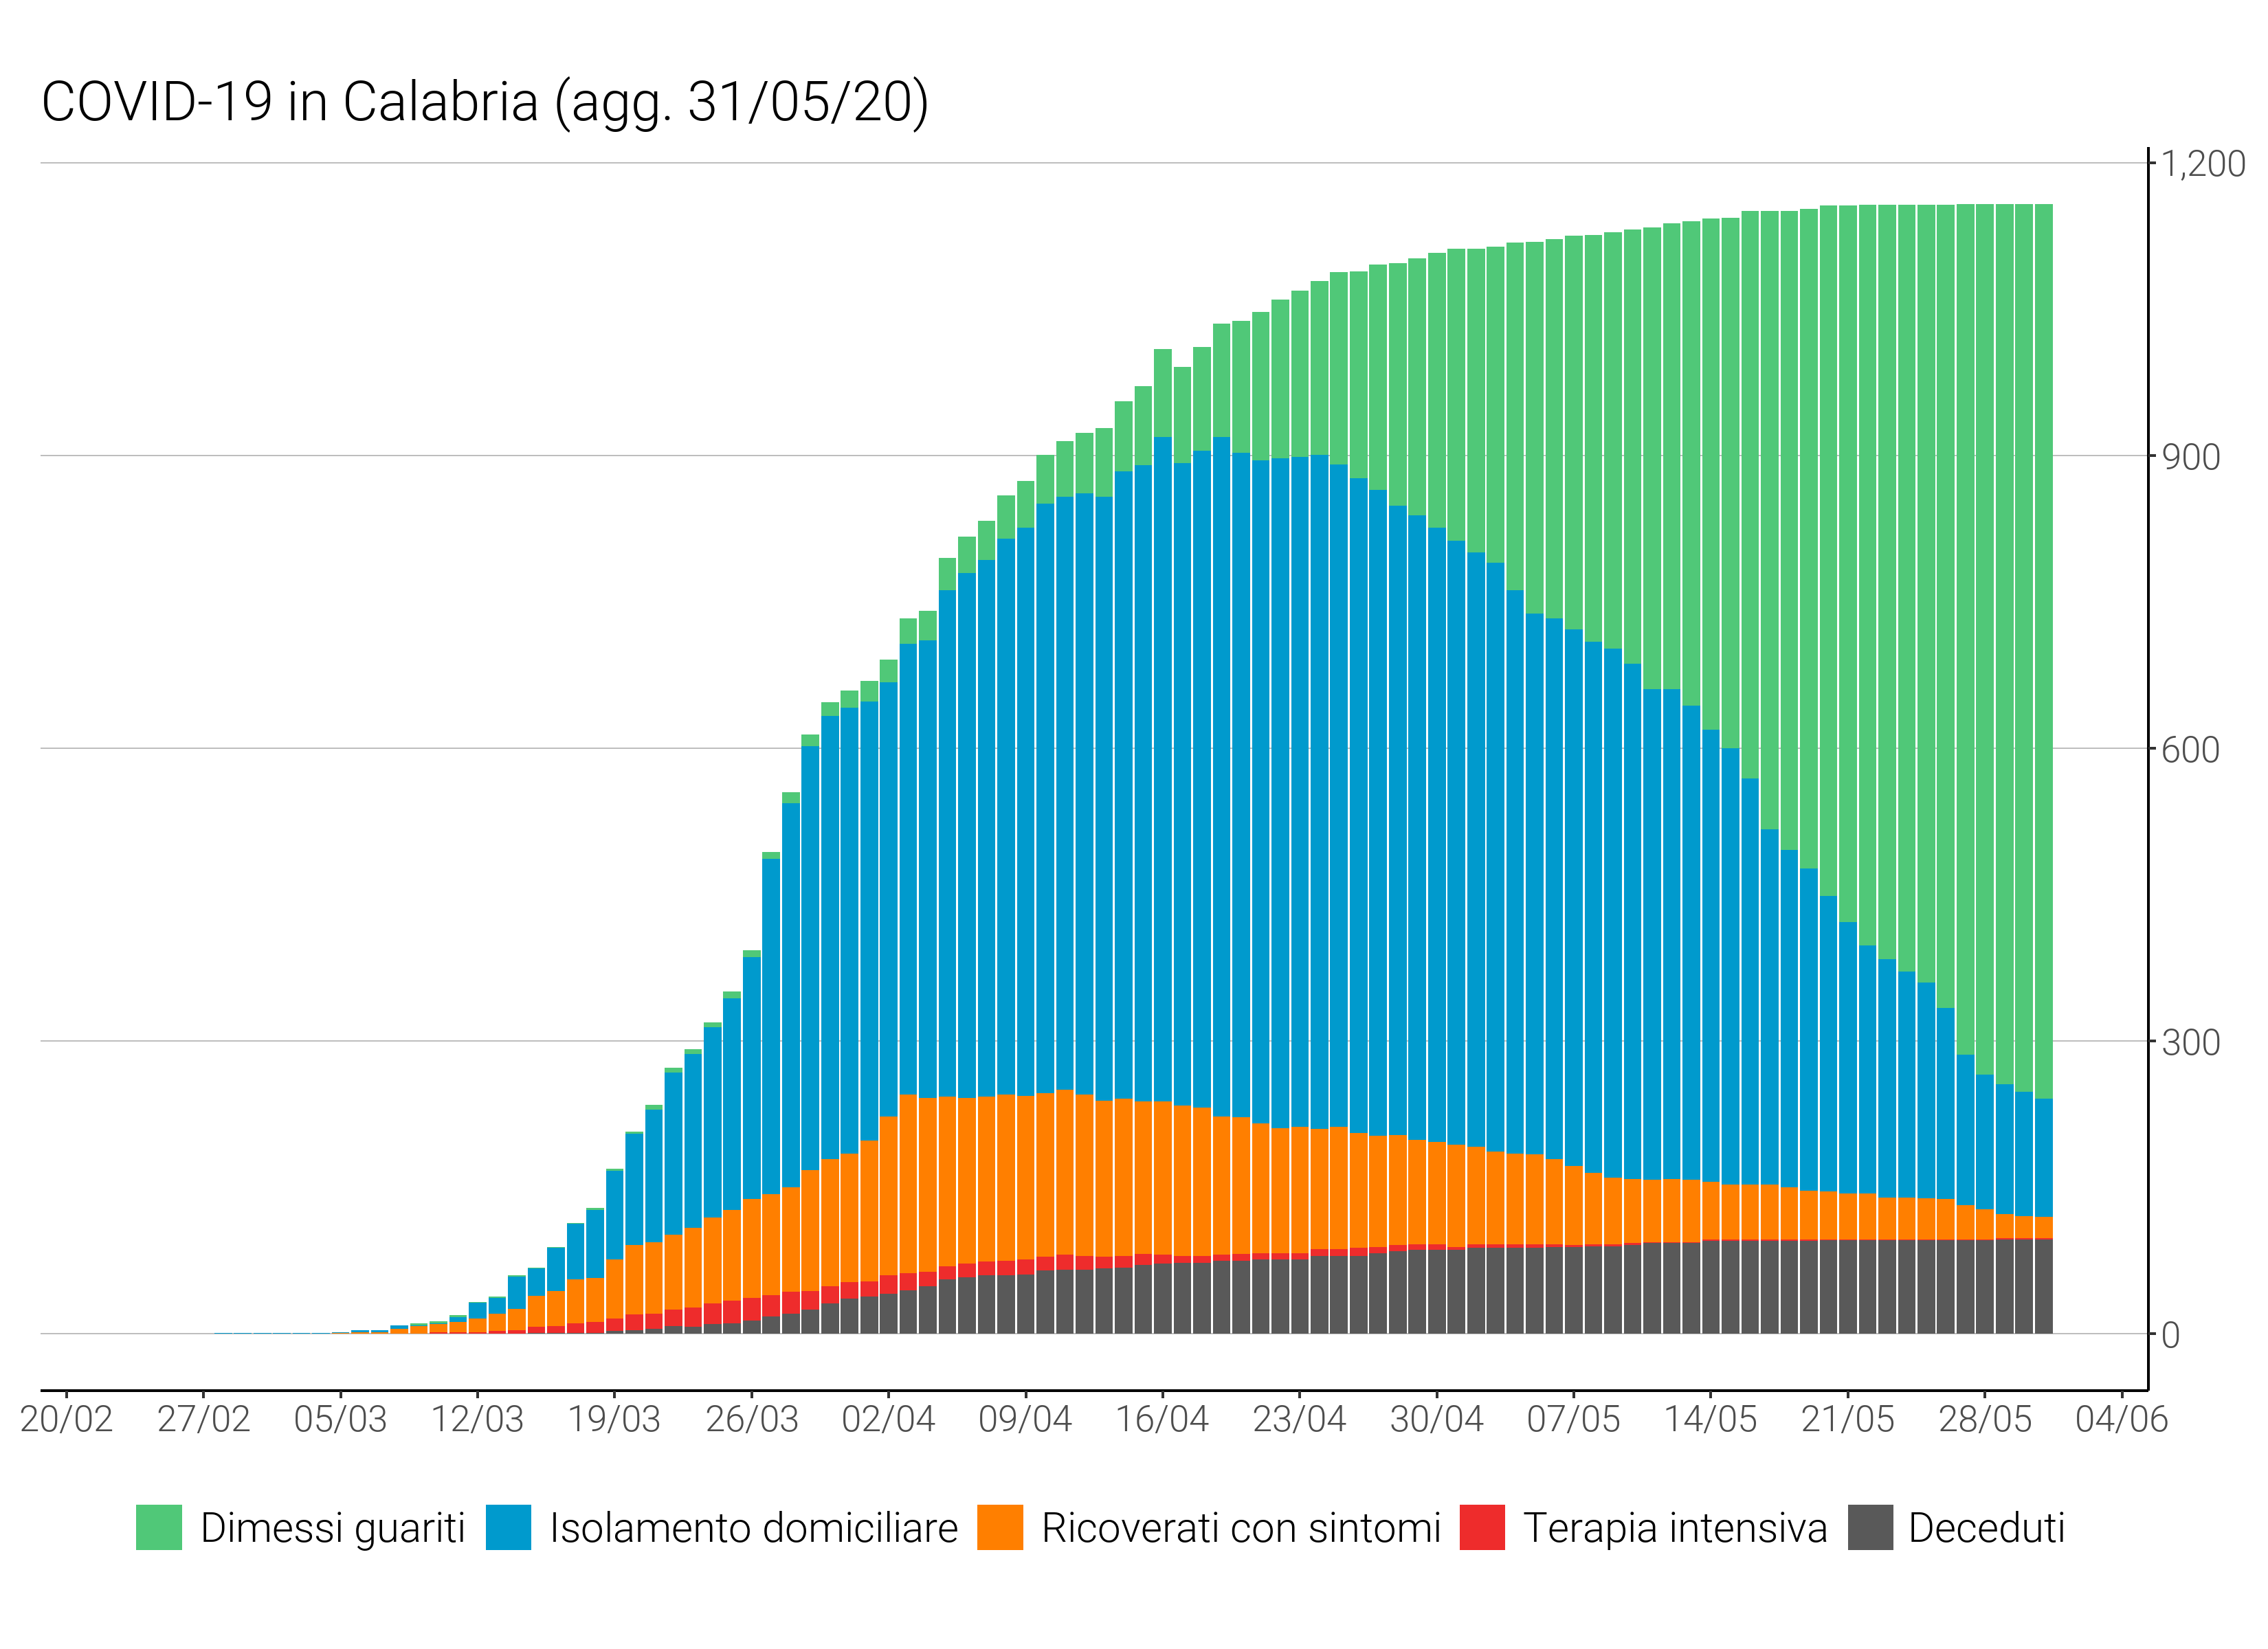 COVID-19 in Calabria (agg. 31/05/20)
1,200
900
600
300
0
20/02 27/02 05/03 12/03 19/03 26/03 02/04 09/04 16/04 23/04 30/04 07/05 14/05 21/05 28/05 04/06
Dimessi guariti Isolamento domiciliare Ricoverati con sintomi Terapia intensiva Deceduti